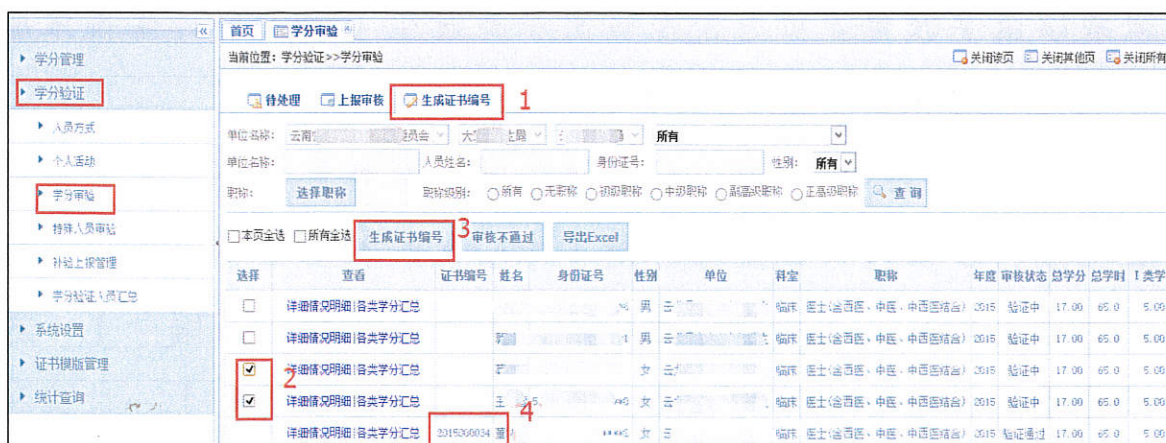 首页 学分审验
学分管理
当前位置：学分验证>>学分审验
关闭该页 关闭其他页 关闭所有
学分验证
待处理 上报审核 生成证书编号 1
人员方式
单位名称： 云南 委员会 所有
个人活动
单位名称： 人员姓名： 身份证号： 性别： 所有
学分审验
职称： 选择职称 职称级别： 所有 无职称 初级职称 中级职称 副高级职称 正高级职称 查询
特殊人员审验
本页全选 所有全选 生成证书编号 3 审核不通过 导出Excel
补验上报管理
选择 查看 证书编号 姓名 身份证号 性别 单位 科室 职称 年度 审核状态 总学分 总学时 I类学
学分验证人员汇总
详细情况明细|各类学分汇总 男 云 临床 医士(含西医、中医、中西医结合) 2015 验证中 17.00 65.0 5.00
系统设置
详细情况明细|各类学分汇总 男 云 临床 医士(含西医、中医、中西医结合) 2015 验证中 17.00 65.0 5.00
证书模版管理
2 详细情况明细|各类学分汇总 女 云 临床 医士(含西医、中医、中西医结合) 2015 验证中 17.00 65.0 5.00
统计查询
详细情况明细|各类学分汇总 王 女 云 临床 医士(含西医、中医、中西医结合) 2015 验证中 17.00 65.0 5.00
4
详细情况明细|各类学分汇总 2015000034 董 女 临床 医士(含西医、中医、中西医结合) 2015 验证通过 17.00 65.0 5.00